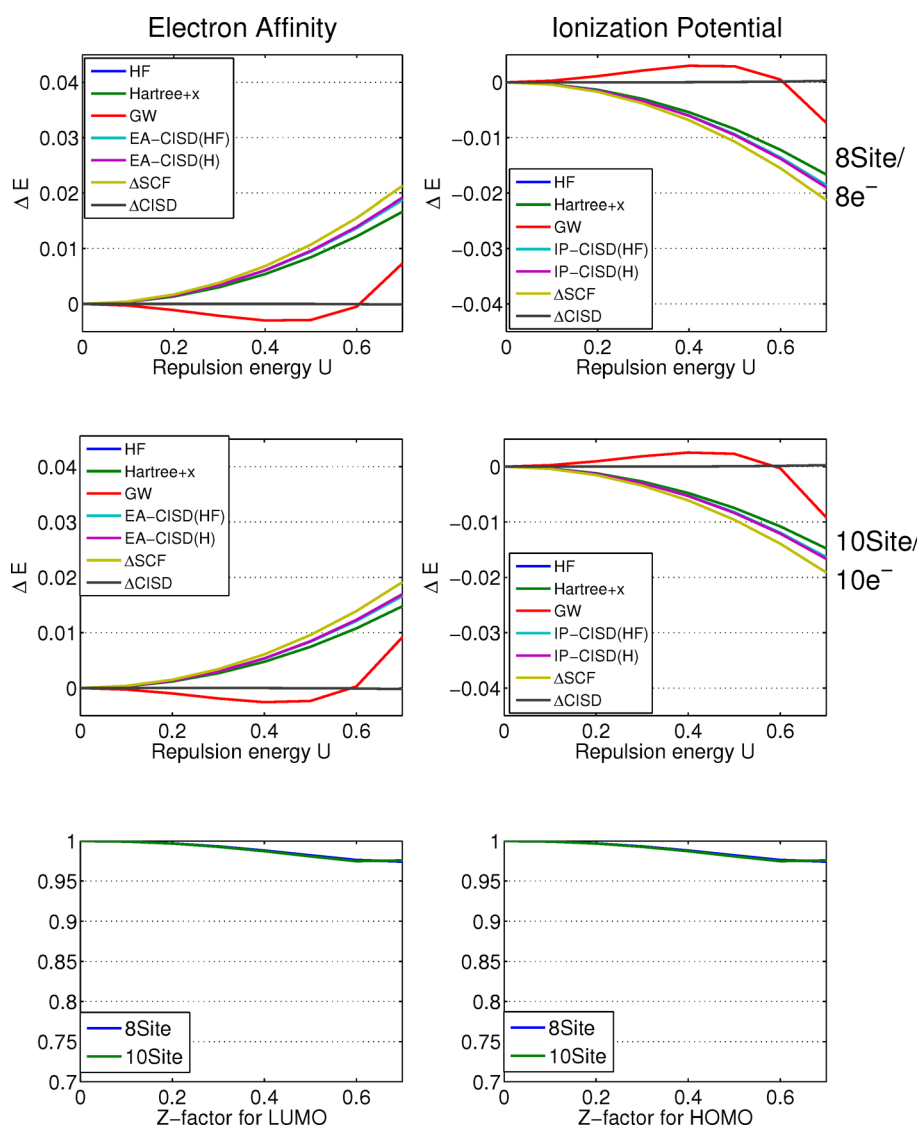 Electron Affinity
Ionization Potential
0.04
0.03
0.02
0.01
0
Δ E
HF
Hartree+x
GW
EA−CISD(HF)
EA−CISD(H)
ΔSCF
ΔCISD
0 0.2 0.4 0.6
Repulsion energy U
0
−0.01
−0.02
−0.03
−0.04
Δ E
HF
Hartree+x
GW
IP−CISD(HF)
IP−CISD(H)
ΔSCF
ΔCISD
0 0.2 0.4 0.6
Repulsion energy U
8Site/
8e⁻
0.04
0.03
0.02
0.01
0
Δ E
HF
Hartree+x
GW
EA−CISD(HF)
EA−CISD(H)
ΔSCF
ΔCISD
0 0.2 0.4 0.6
Repulsion energy U
0
−0.01
−0.02
−0.03
−0.04
Δ E
HF
Hartree+x
GW
IP−CISD(HF)
IP−CISD(H)
ΔSCF
ΔCISD
0 0.2 0.4 0.6
Repulsion energy U
10Site/
10e⁻
1
0.95
0.9
0.85
0.8
0.75
0.7
8Site
10Site
0 0.2 0.4 0.6
Z−factor for LUMO
1
0.95
0.9
0.85
0.8
0.75
0.7
8Site
10Site
0 0.2 0.4 0.6
Z−factor for HOMO